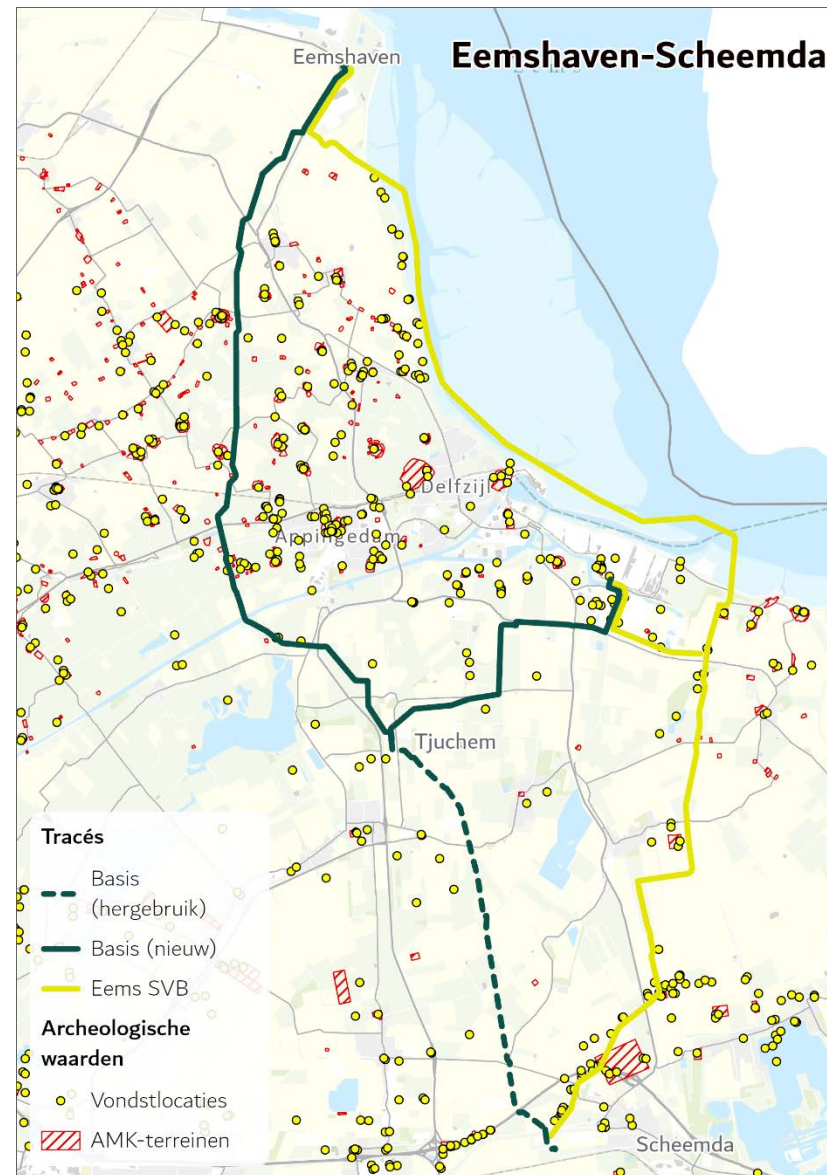 Eemshaven
Eemshaven-Scheemda
Eems
Delfzijl
Appingedam
Tjuchem
Tracés
Basis
(hergebruik)
Basis (nieuw)
Eems SVB
Archeologische
waarden
Vondstlocaties
AMK-terreinen
Scheemda